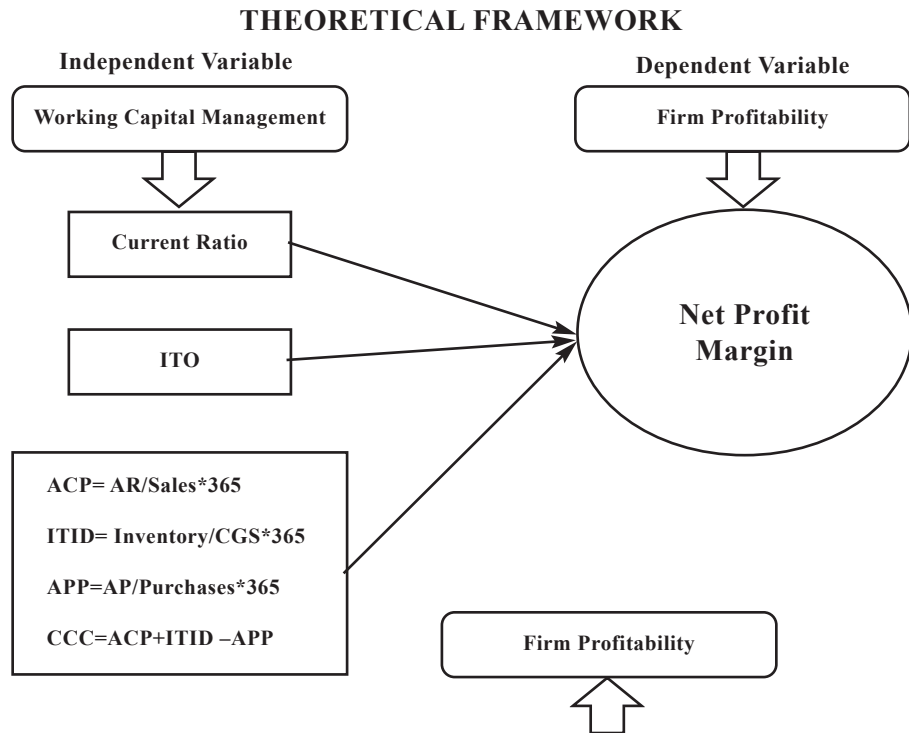 THEORETICAL FRAMEWORK
Independent Variable
Dependent Variable
Working Capital Management
Firm Profitability
Current Ratio
Net Profit
Margin
ITO
ACP= AR/Sales*365
ITID= Inventory/CGS*365
APP=AP/Purchases*365
CCC=ACP+ITID –APP
Firm Profitability